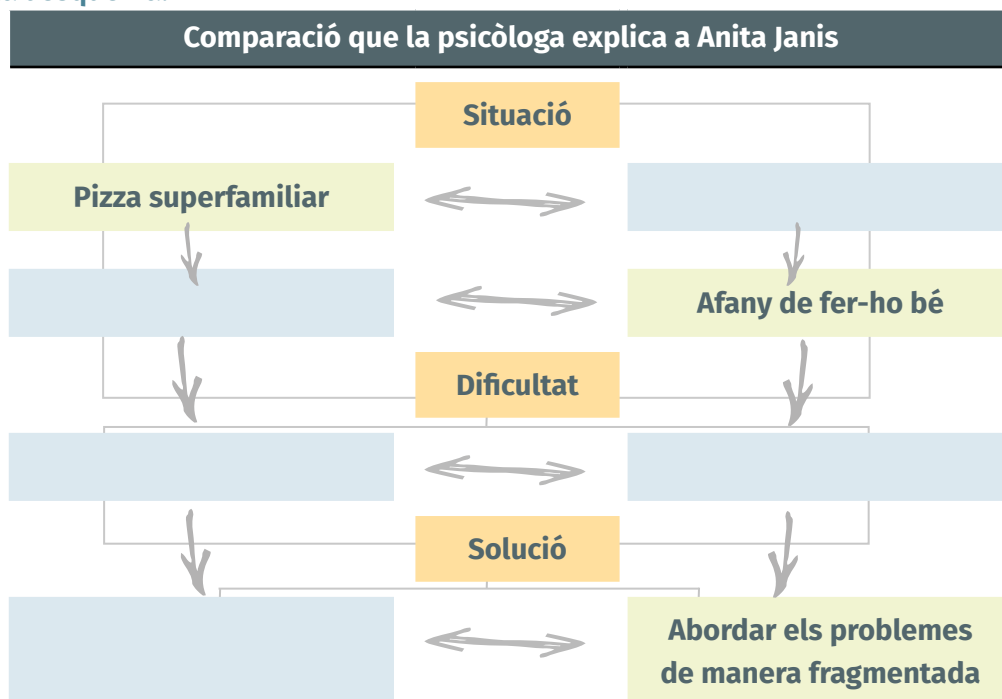 Comparació que la psicòloga explica a Anita Janis
Situació
Pizza superfamiliar
Afany de fer-ho bé
Dificultat
Solució
Abordar els problemes
de manera fragmentada